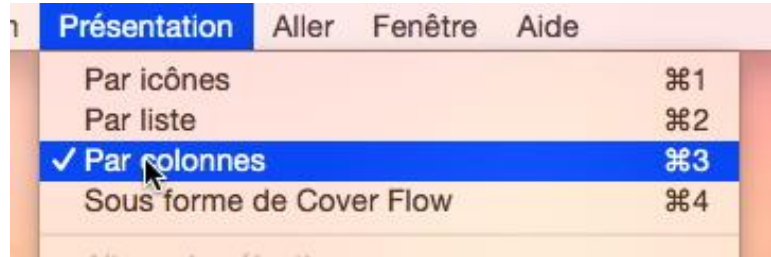 Présentation Aller Fenêtre Aide
Par icônes ⌘1
Par liste ⌘2
✓ Par colonnes ⌘3
Sous forme de Cover Flow ⌘4